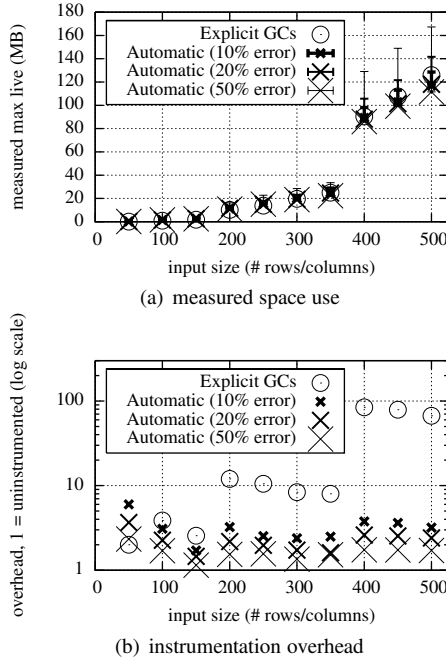 measured max live (MB)
180
160
140
120
100
80
60
40
20
0
Explicit GCs
Automatic (10% error)
Automatic (20% error)
Automatic (50% error)
0 100 200 300 400 500
input size (# rows/columns)
(a) measured space use
overhead, 1 = uninstrumented (log scale)
100
10
1
Explicit GCs
Automatic (10% error)
Automatic (20% error)
Automatic (50% error)
0 100 200 300 400 500
input size (# rows/columns)
(b) instrumentation overhead